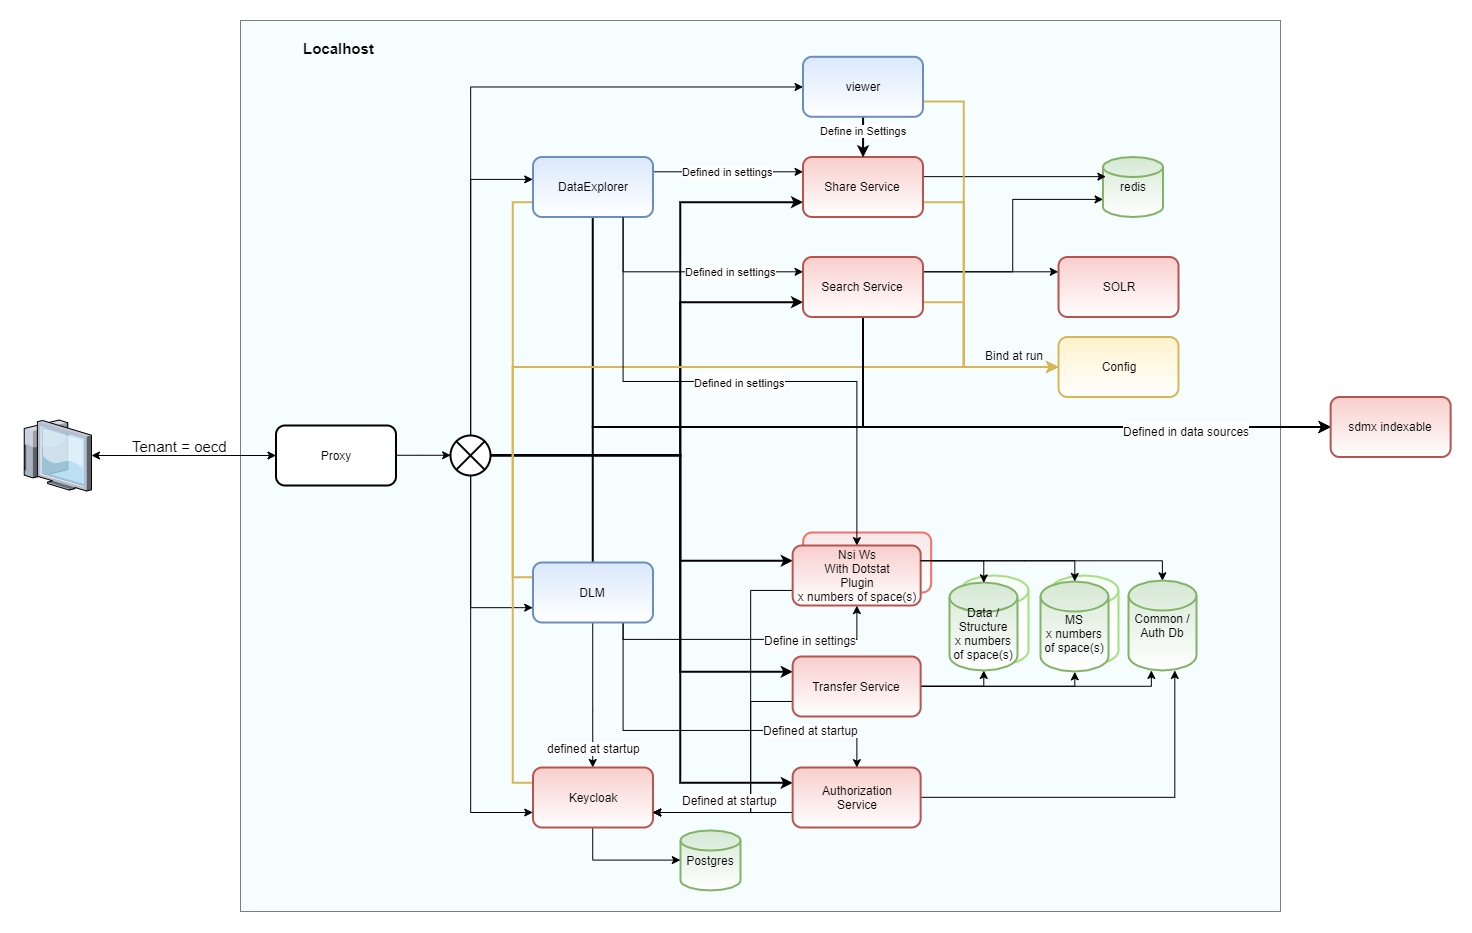 Localhost
viewer
Define in Settings
DataExplorer
Defined in settings
Share Service
redis
Defined in settings
Search Service
SOLR
Bind at run
Config
Defined in settings
Tenant = oecd
Proxy
Defined in data sources
sdmx indexable
Nsi Ws
With Dotstat
Plugin
x numbers of space(s)
DLM
Data /
Structure
x numbers
of space(s)
MS
x numbers
of space(s)
Common /
Auth Db
Define in settings
Transfer Service
Defined at startup
defined at startup
Keycloak
Defined at startup
Authorization
Service
Postgres